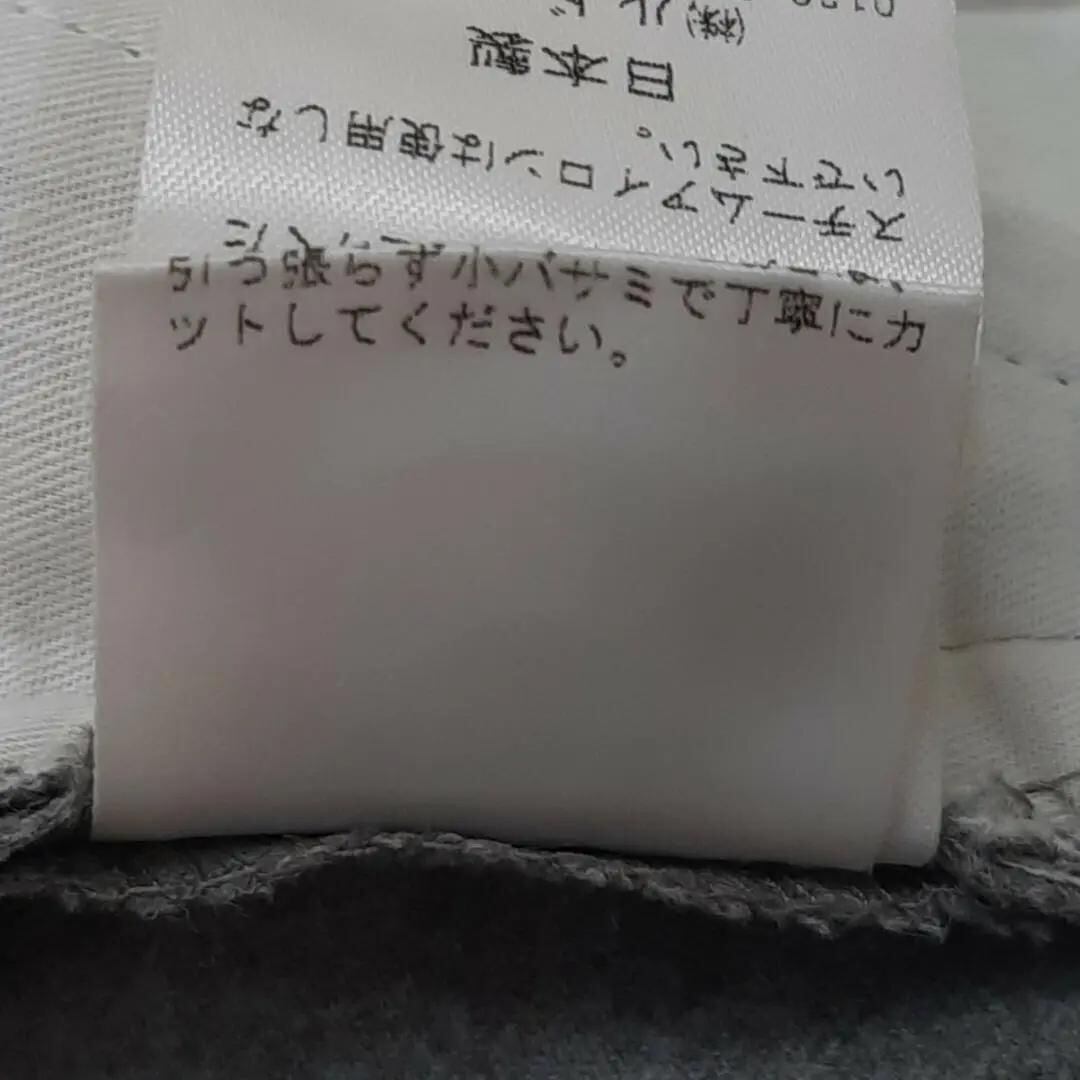 スチームアイロンは使用しな
いで下さい。
日本製
引っ張らず小バサミで丁寧にカ
ットしてください。